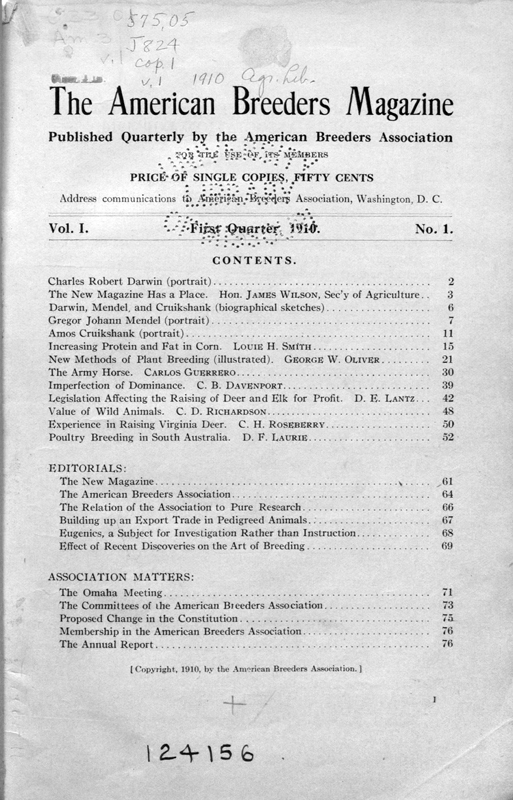 575,05
J824
cop. 1
v. 1
1910 Agr. Lib.
The American Breeders Magazine
Published Quarterly by the American Breeders Association
FOR THE USE OF ITS MEMBERS
PRICE OF SINGLE COPIES, FIFTY CENTS
Address communications to American Breeders Association, Washington, D. C.
Vol. I. First Quarter, 1910. No. 1.
CONTENTS.
Charles Robert Darwin (portrait) 2
The New Magazine Has a Place. Hon. JAMES WILSON, Sec'y of Agriculture 3
Darwin, Mendel, and Cruikshank (biographical sketches) 6
Gregor Johann Mendel (portrait) 7
Amos Cruikshank (portrait) 11
Increasing Protein and Fat in Corn. LOUIE H. SMITH 15
New Methods of Plant Breeding (illustrated). GEORGE W. OLIVER 21
The Army Horse. CARLOS GUERRERO 30
Imperfection of Dominance. C. B. DAVENPORT 39
Legislation Affecting the Raising of Deer and Elk for Profit. D. E. LANTZ 42
Value of Wild Animals. C. D. RICHARDSON 48
Experience in Raising Virginia Deer. C. H. ROSEBERRY 50
Poultry Breeding in South Australia. D. F. LAURIE 52
EDITORIALS:
The New Magazine 61
The American Breeders Association 64
The Relation of the Association to Pure Research 66
Building up an Export Trade in Pedigreed Animals 67
Eugenics, a Subject for Investigation Rather than Instruction 68
Effect of Recent Discoveries on the Art of Breeding 69
ASSOCIATION MATTERS:
The Omaha Meeting 71
The Committees of the American Breeders Association 73
Proposed Change in the Constitution 75
Membership in the American Breeders Association 76
The Annual Report 76
[Copyright, 1910, by the American Breeders Association.]
1
124156